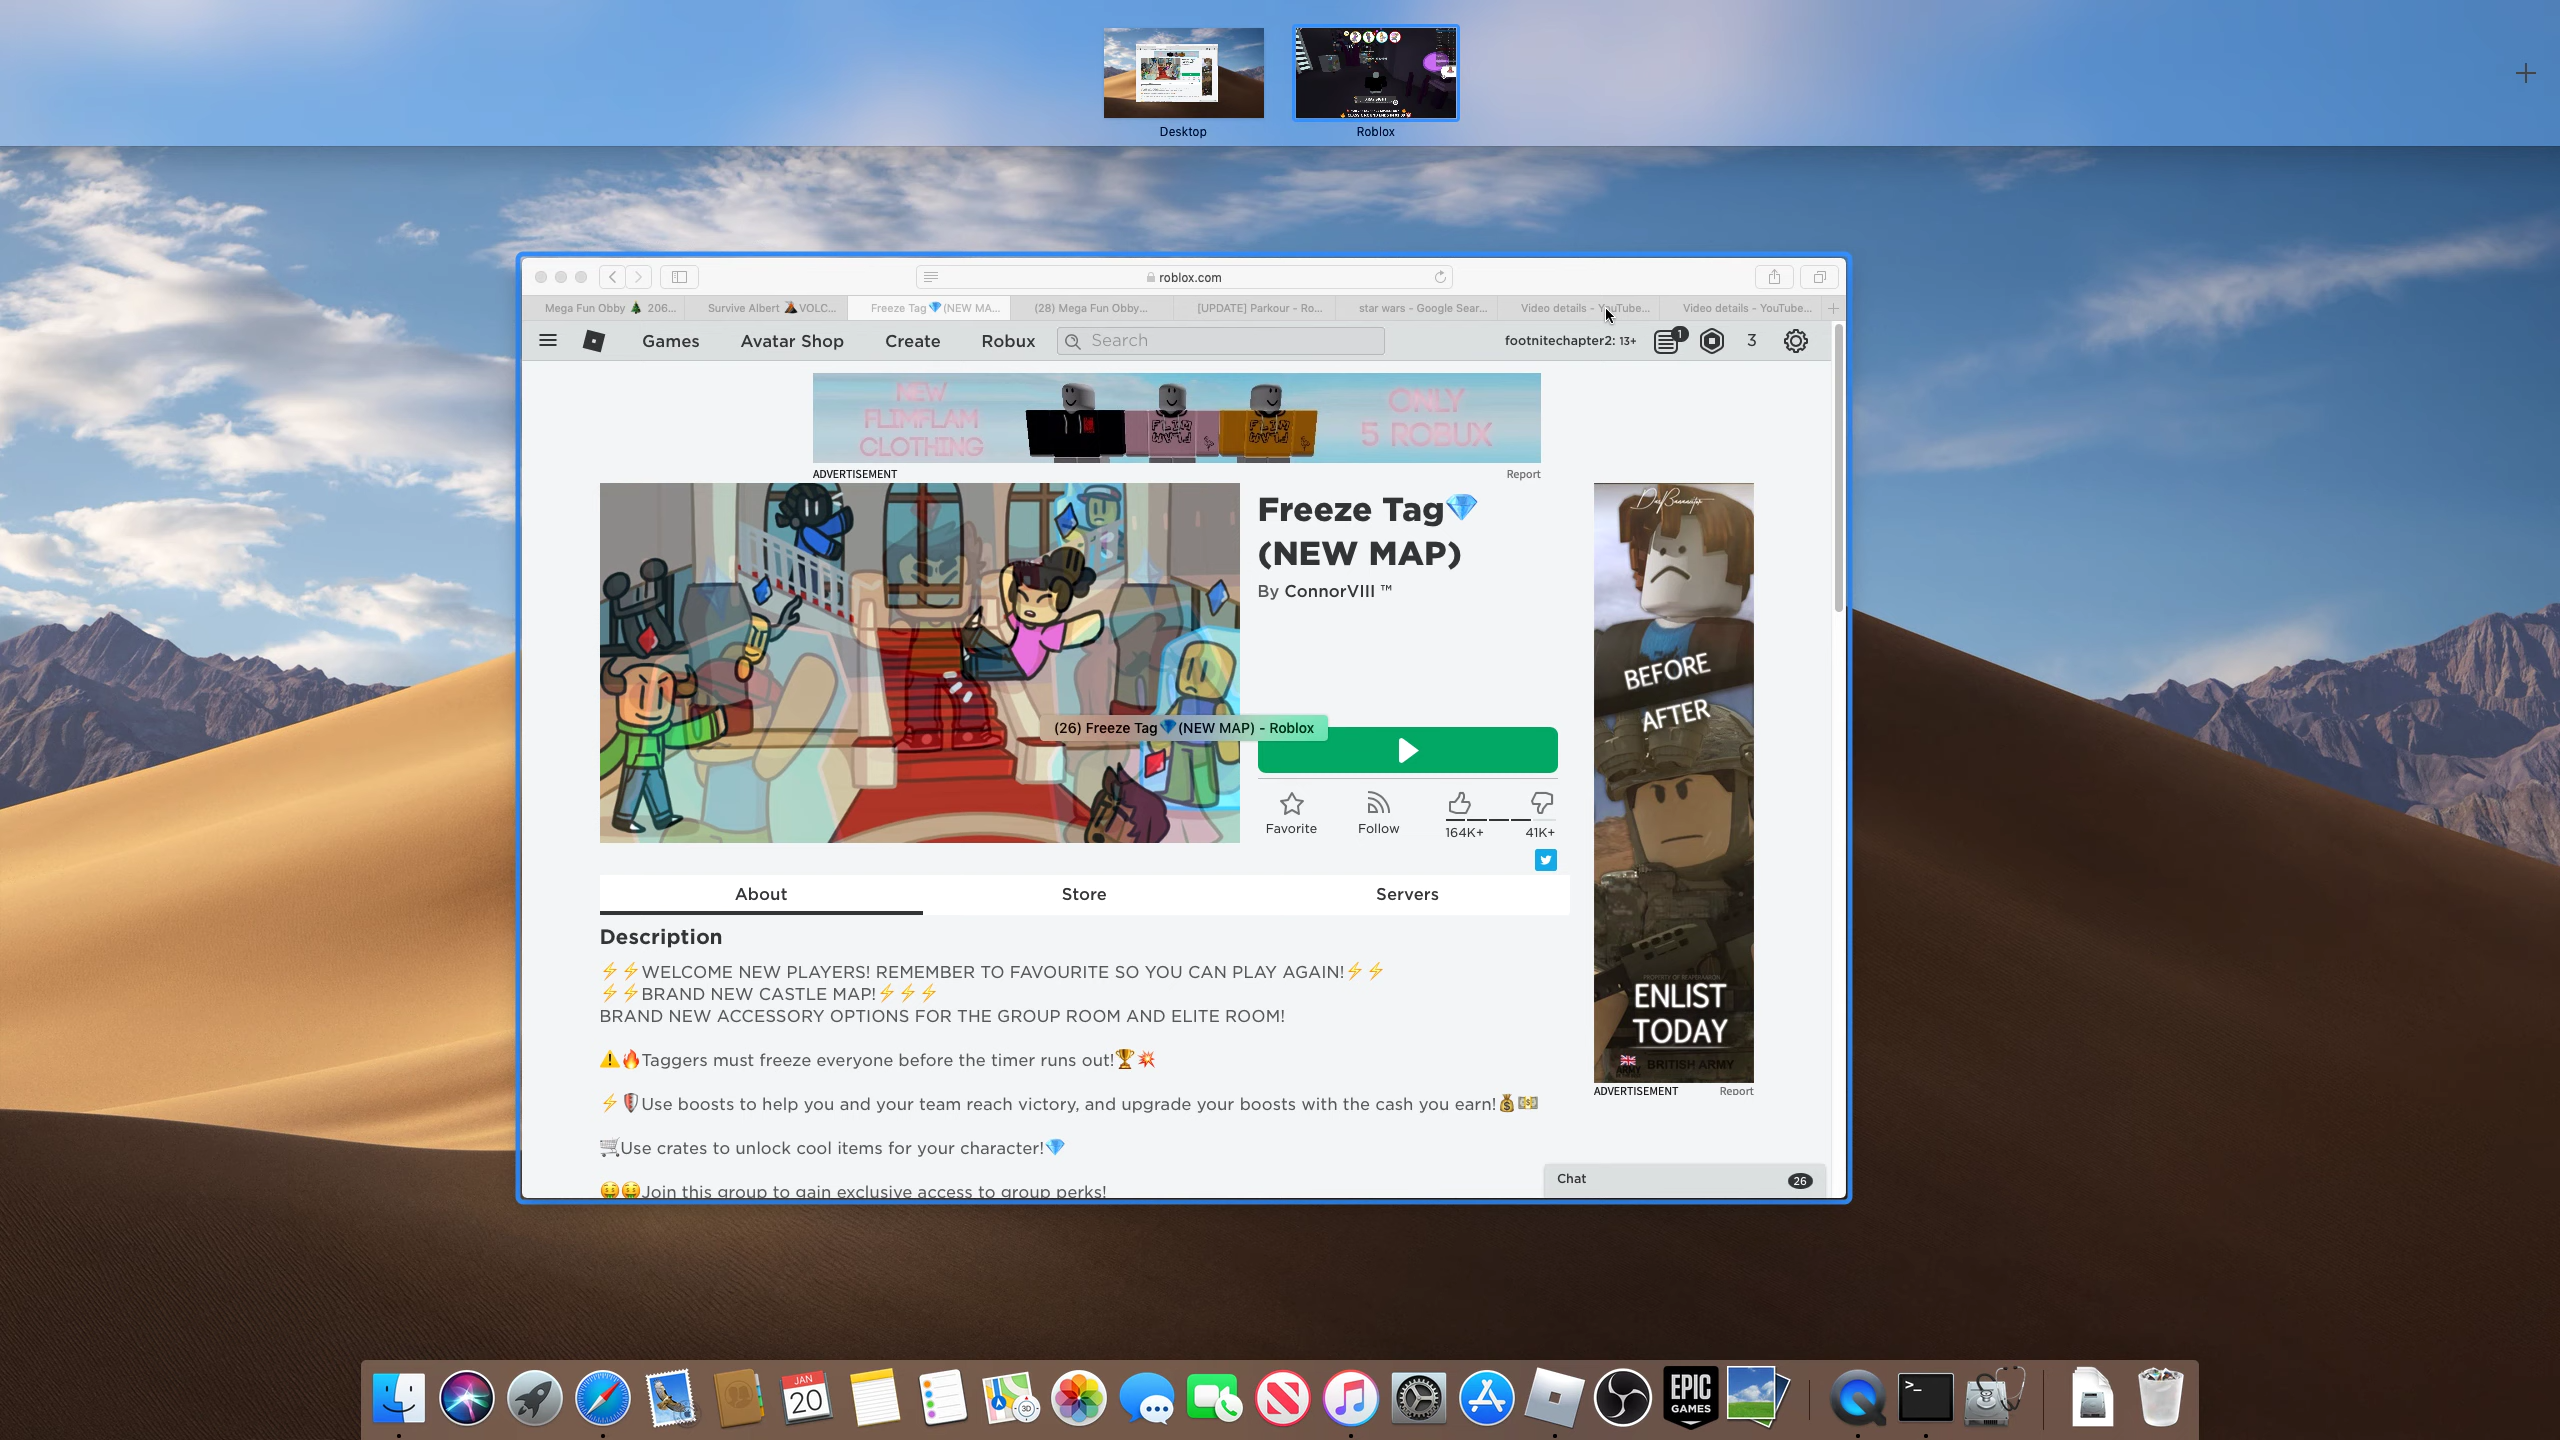 Desktop
Roblox
roblox.com
Mega Fun Obby 🎄 206...
Survive Albert 🌋VOLC...
Freeze Tag💎(NEW MA...
(28) Mega Fun Obby...
[UPDATE] Parkour - Ro...
star wars - Google Sear...
Video details - YouTube...
Video details - YouTube...
Games
Avatar Shop
Create
Robux
Search
footnitechapter2: 13+
1
3
NEW
FLIMFLAM
CLOTHING
FLIM
FLIM
ONLY
5 ROBUX
ADVERTISEMENT
Report
Freeze Tag💎
(NEW MAP)
By ConnorVIII ™
(26) Freeze Tag💎(NEW MAP) - Roblox
Favorite
Follow
164K+
41K+
BEFORE
AFTER
ENLIST
TODAY
BRITISH ARMY
ADVERTISEMENT
Report
About
Store
Servers
Description
⚡⚡WELCOME NEW PLAYERS! REMEMBER TO FAVOURITE SO YOU CAN PLAY AGAIN!⚡⚡
⚡⚡BRAND NEW CASTLE MAP!⚡⚡⚡
BRAND NEW ACCESSORY OPTIONS FOR THE GROUP ROOM AND ELITE ROOM!
⚠️🔥Taggers must freeze everyone before the timer runs out!🏆💥
⚡🛡️Use boosts to help you and your team reach victory, and upgrade your boosts with the cash you earn!💰💵
🛒Use crates to unlock cool items for your character!💎
🤑🤑Join this group to gain exclusive access to group perks!
Chat
26
JAN
20
3D
EPIC
GAMES
>_